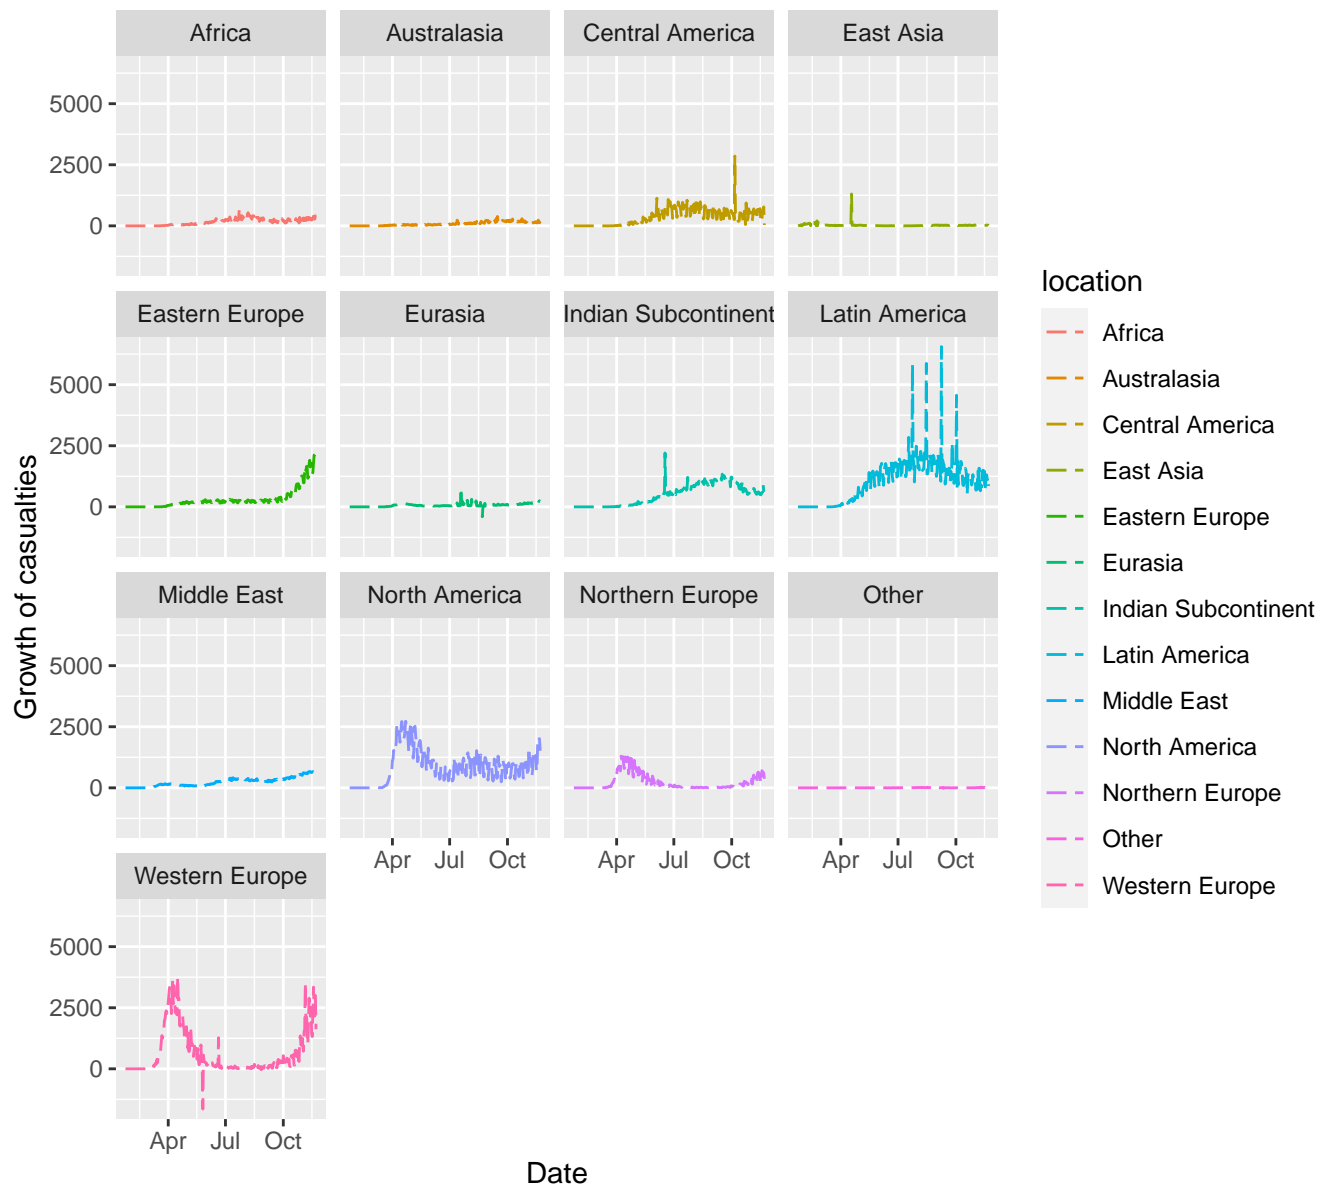 Africa Australasia Central America East Asia
5000
2500
0
Eastern Europe Eurasia Indian Subcontinent Latin America
5000
2500
0
Growth of casualties
Middle East North America Northern Europe Other
5000
2500
0
Apr Jul Oct Apr Jul Oct Apr Jul Oct
Western Europe
5000
2500
0
Apr Jul Oct
Date
location
Africa
Australasia
Central America
East Asia
Eastern Europe
Eurasia
Indian Subcontinent
Latin America
Middle East
North America
Northern Europe
Other
Western Europe